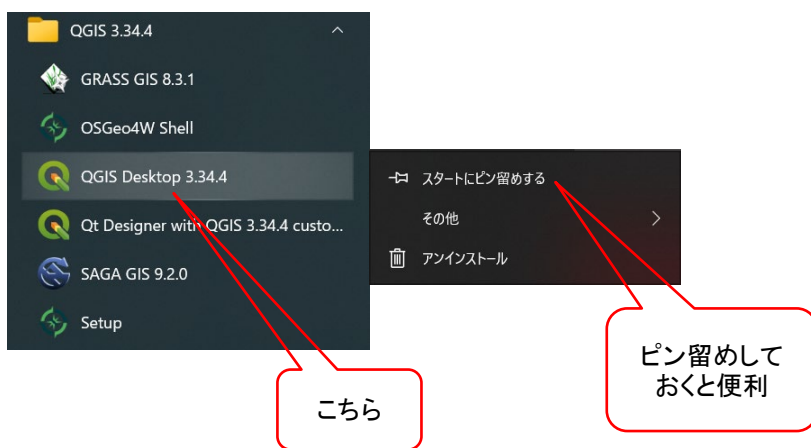 QGIS 3.34.4
GRASS GIS 8.3.1
OSGeo4W Shell
QGIS Desktop 3.34.4
Qt Designer with QGIS 3.34.4 custo...
SAGA GIS 9.2.0
Setup
スタートにピン留めする
その他
アンインストール
こちら
ピン留めして
おくと便利